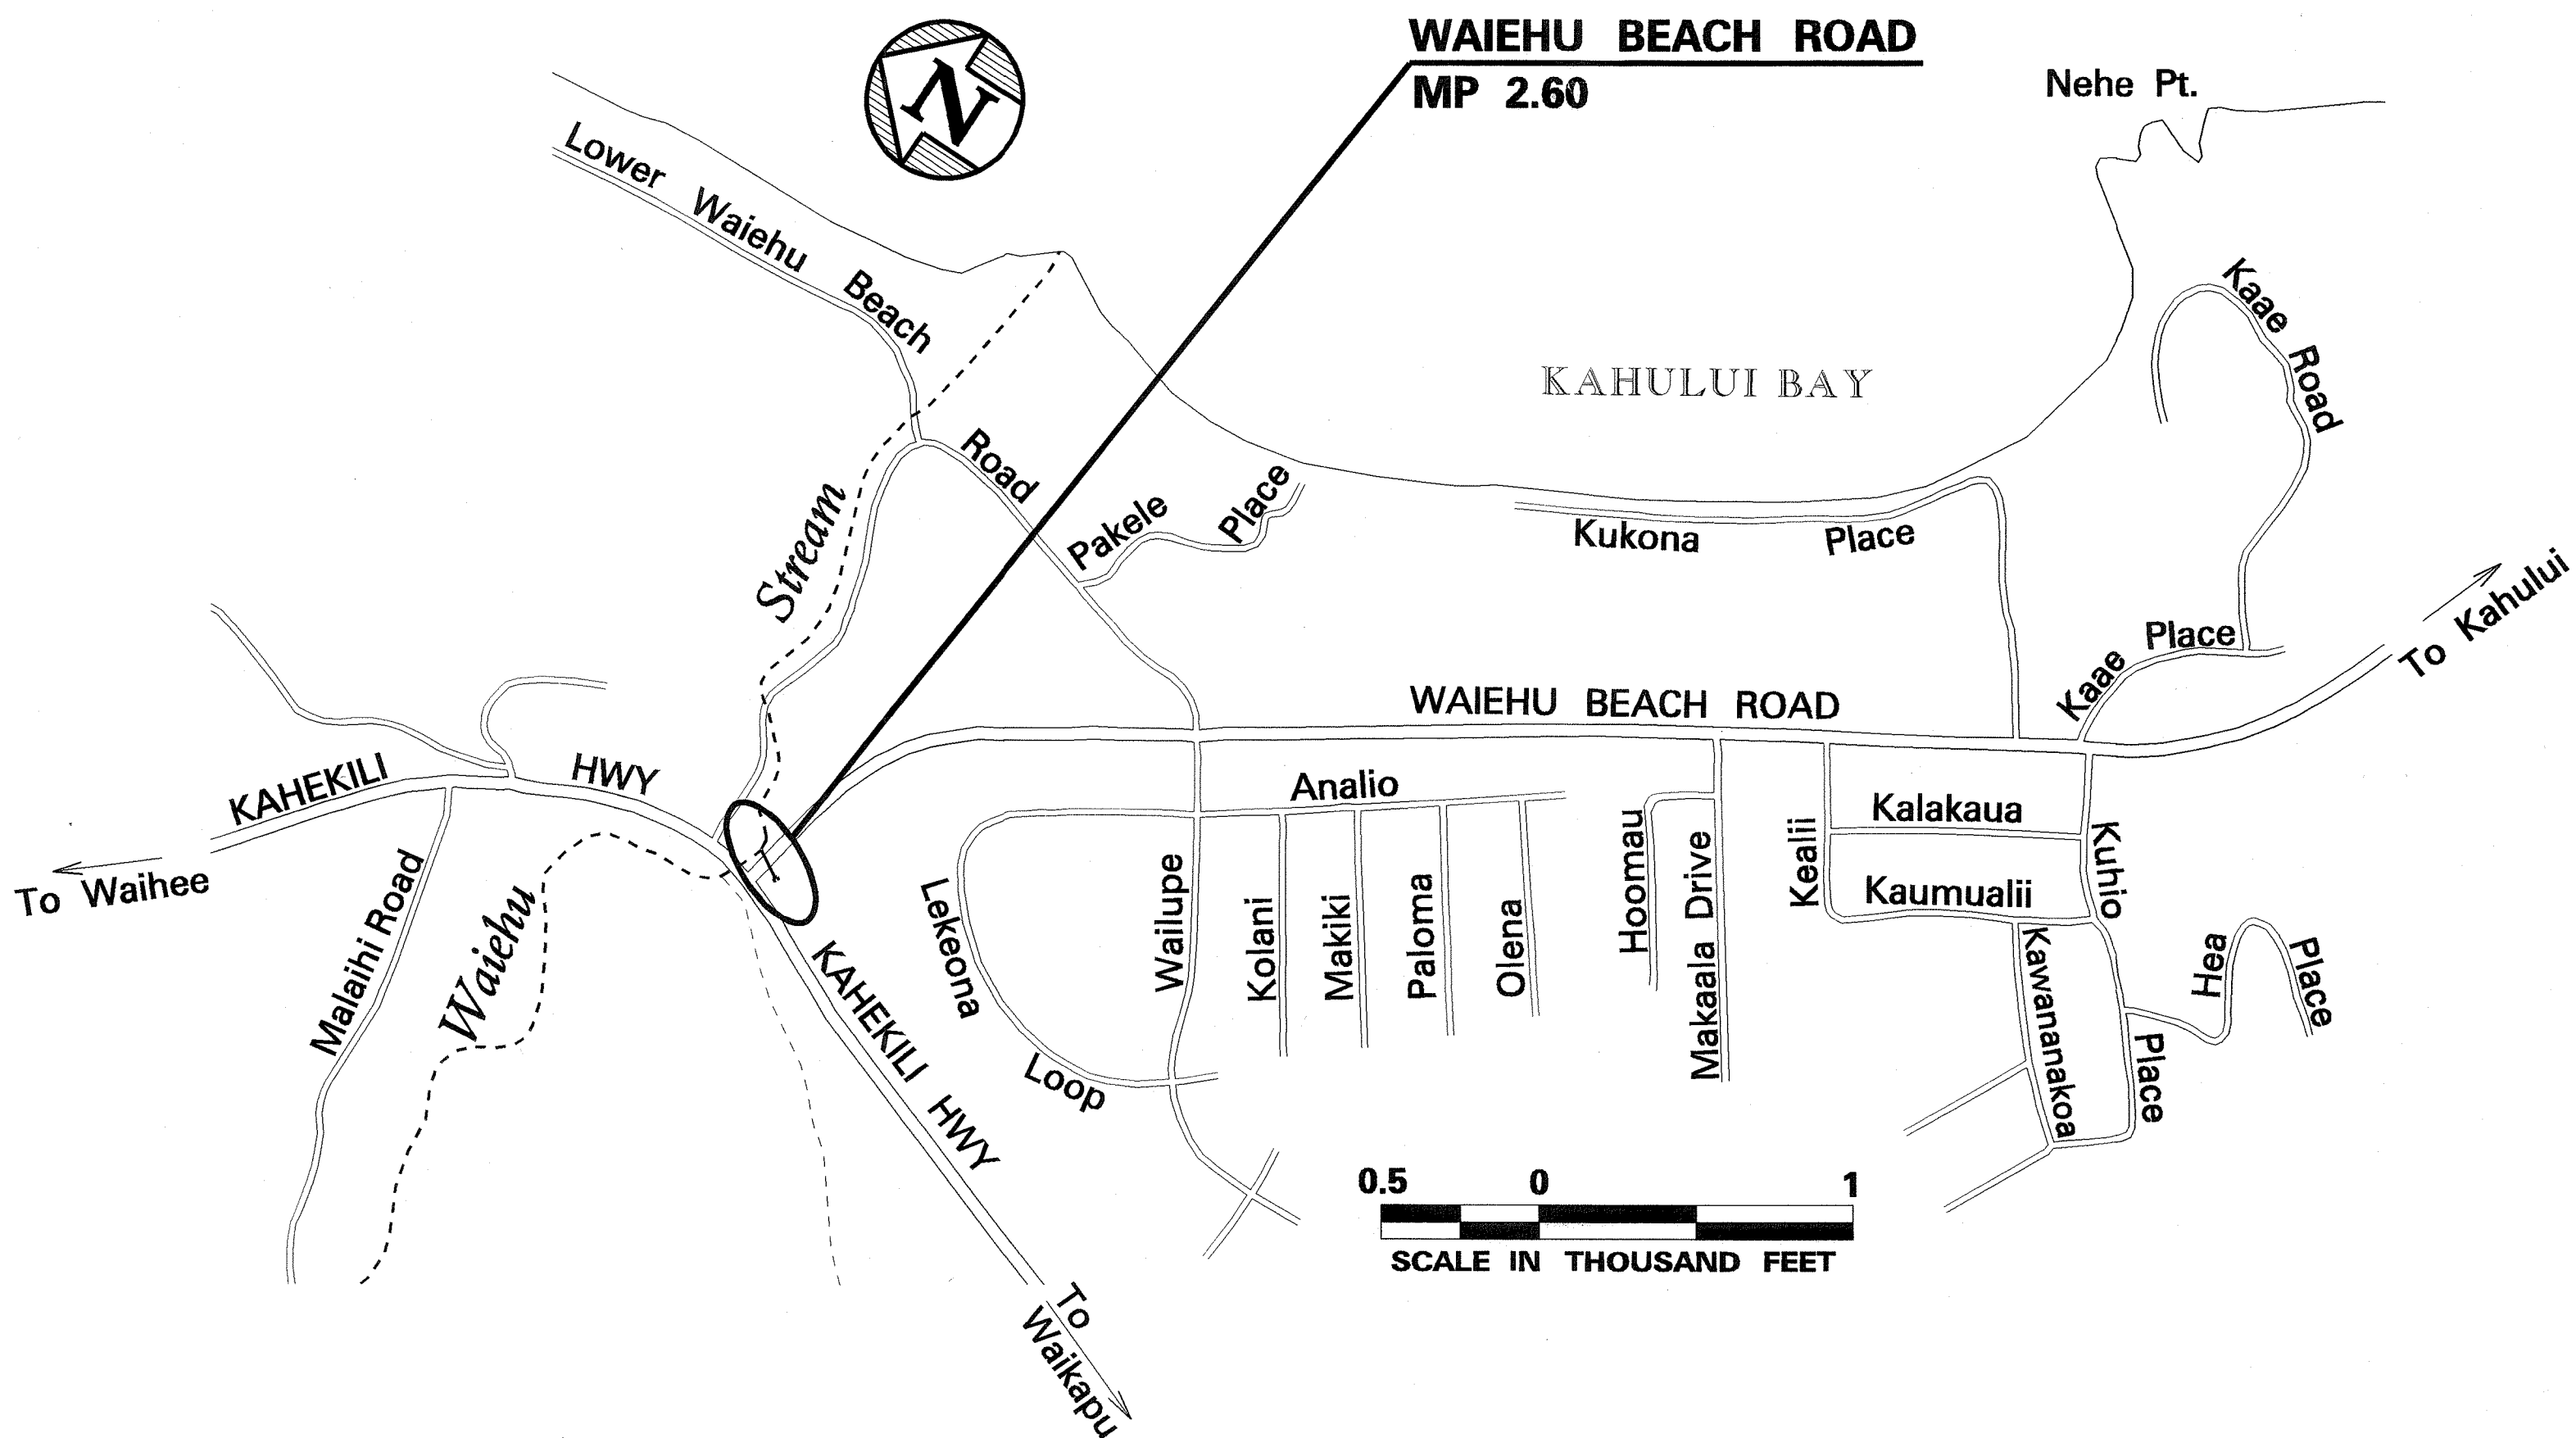 WAIEHU BEACH ROAD
MP 2.60
Nehe Pt.
N
Lower Waiehu Beach Road
KAHULUI BAY
Kaae Road
Pakele Place
Kukona Place
Stream
To Kahului
Kaae Place
WAIEHU BEACH ROAD
KAHEKILI HWY
To Waihee
Analio
Kalakaua
Kaumualii
Kealii
Kuhio Place
Hoomau
Makaala Drive
Malaihi Road
Waiehu
Lekeona Loop
Wailupe
Kolani
Makiki
Paloma
Olena
Kawananakoa
Hea Place
KAHEKILI HWY
0.5 0 1
SCALE IN THOUSAND FEET
To
Waikapu